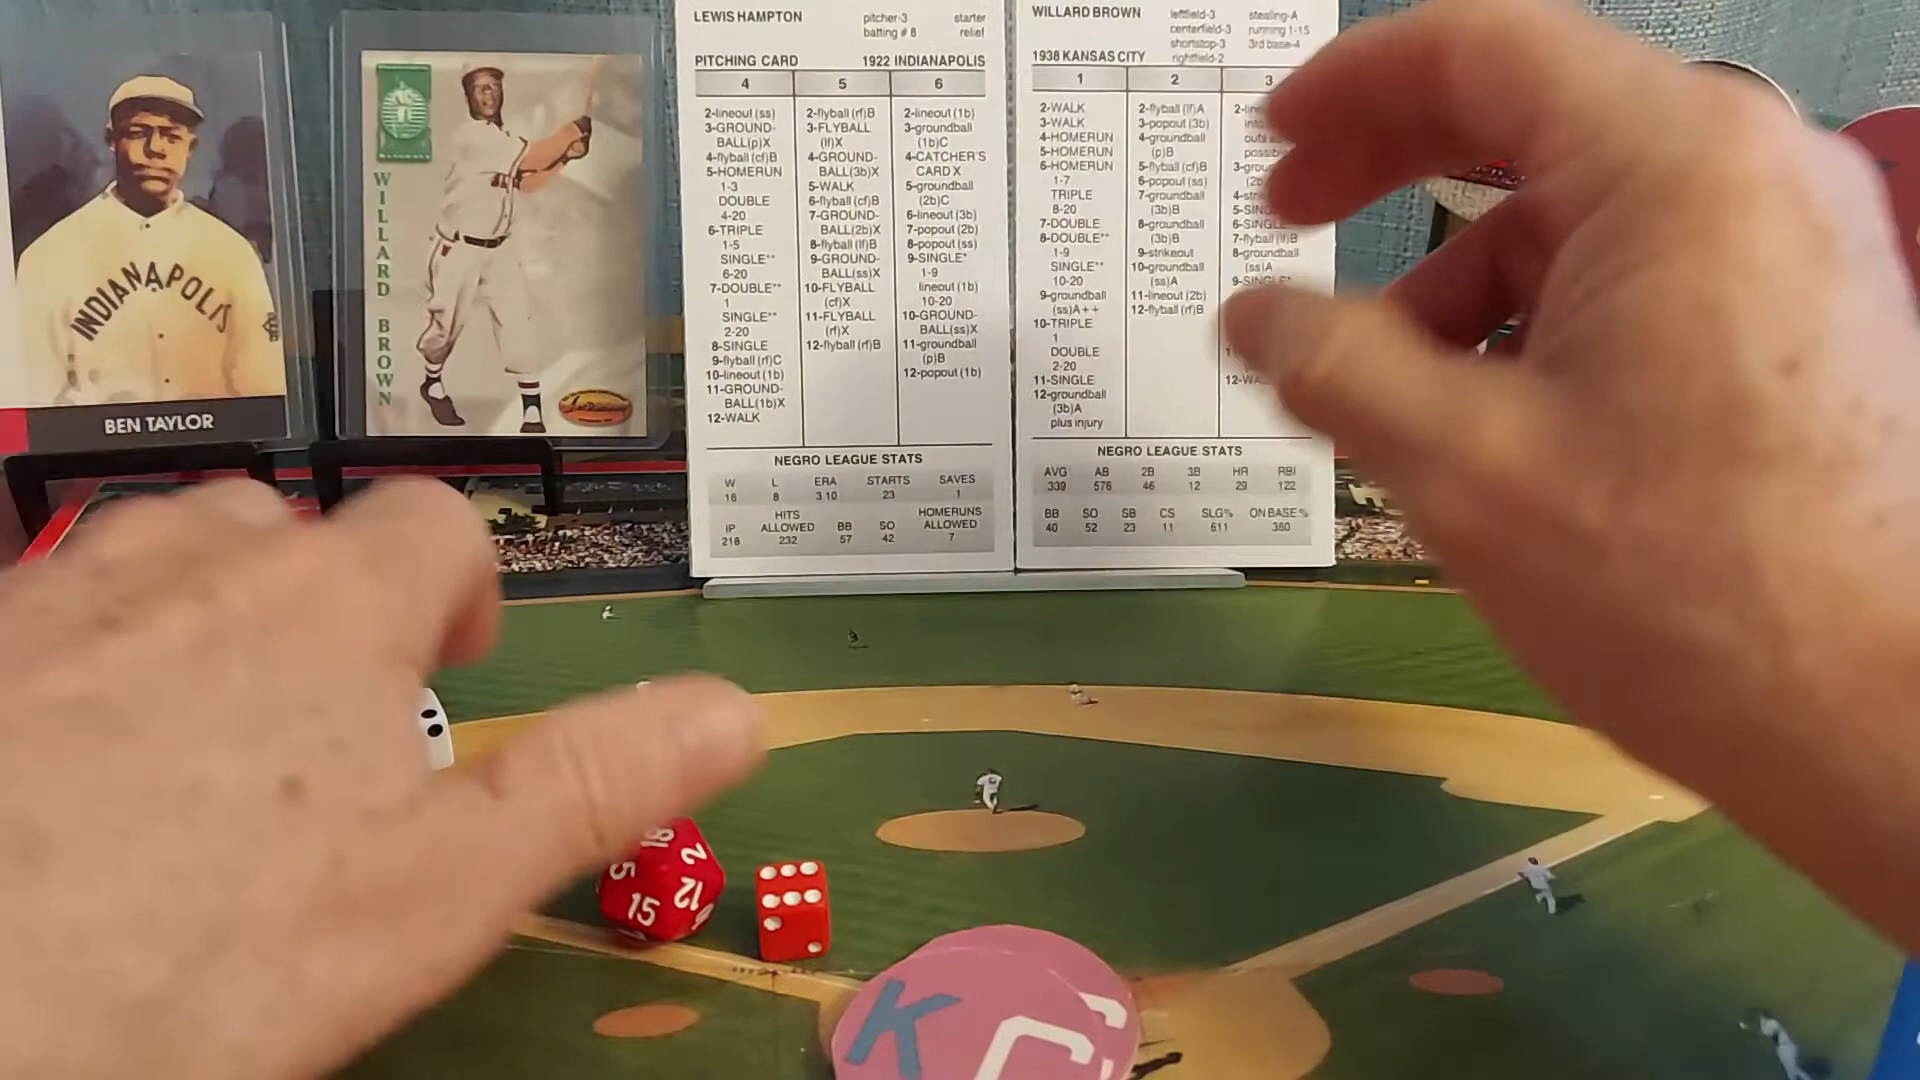 INDIANAPOLIS
BEN TAYLOR
WILLARD BROWN
LEWIS HAMPTON
pitcher-3
starter
batting # 8
relief
PITCHING CARD
1922 INDIANAPOLIS
4
5
6
2-lineout (ss)
3-GROUND-
BALL(p)X
4-flyball (cf)B
5-HOMERUN
1-3
DOUBLE
4-20
6-TRIPLE
1-5
SINGLE**
6-20
7-DOUBLE**
1
SINGLE**
2-20
8-SINGLE
9-flyball (rf)C
10-lineout (1b)
11-GROUND-
BALL(1b)X
12-WALK
2-flyball (rf)B
3-FLYBALL
(lf)X
4-GROUND-
BALL(3b)X
5-WALK
6-flyball (cf)B
7-GROUND-
BALL(2b)X
8-flyball (lf)B
9-GROUND-
BALL(ss)X
10-FLYBALL
(cf)X
11-FLYBALL
(rf)X
12-flyball (rf)B
2-lineout (1b)
3-groundball
(1b)C
4-CATCHER'S
CARD X
5-groundball
(2b)C
6-lineout (3b)
7-popout (2b)
8-popout (ss)
9-SINGLE*
1-9
lineout (1b)
10-20
10-GROUND-
BALL(ss)X
11-groundball
(p)B
12-popout (1b)
NEGRO LEAGUE STATS
W L ERA STARTS SAVES
16 8 3.10 23 1
IP HITS ALLOWED BB SO HOMERUNS ALLOWED
216 232 57 42 7
WILLARD BROWN
leftfield-3
stealing-A
centerfield-3
running 1-15
shortstop-3
3rd base-4
rightfield-2
1938 KANSAS CITY
1
2
3
2-WALK
3-WALK
4-HOMERUN
5-HOMERUN
6-HOMERUN
1-7
TRIPLE
8-20
7-DOUBLE
8-DOUBLE**
1-9
SINGLE**
10-20
9-groundball
(ss)A++
10-TRIPLE
1
DOUBLE
2-20
11-SINGLE
12-groundball
(3b)A
plus injury
2-flyball (lf)A
3-popout (3b)
4-groundball
(p)B
5-flyball (cf)B
6-popout (ss)
7-groundball
(3b)B
8-groundball
(3b)B
9-strikeout
10-groundball
(ss)A
11-lineout (2b)
12-flyball (rf)B
7-flyball (lf)B
8-groundball
(ss)A
9-SINGLE*
NEGRO LEAGUE STATS
AVG AB 2B 3B HR RBI
.339 576 46 12 29 122
BB SO SB CS SLG% ON BASE%
40 52 23 11 .611 .380
2
5
15
12
KC